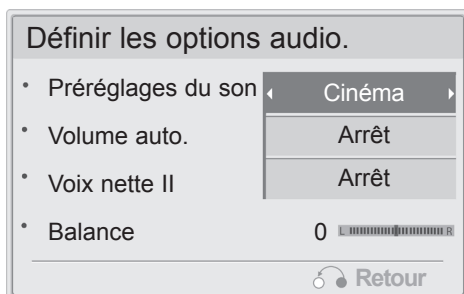 Définir les options audio.
• Préréglages du son Cinéma
• Volume auto. Arrêt
• Voix nette II Arrêt
• Balance 0 L R
Retour